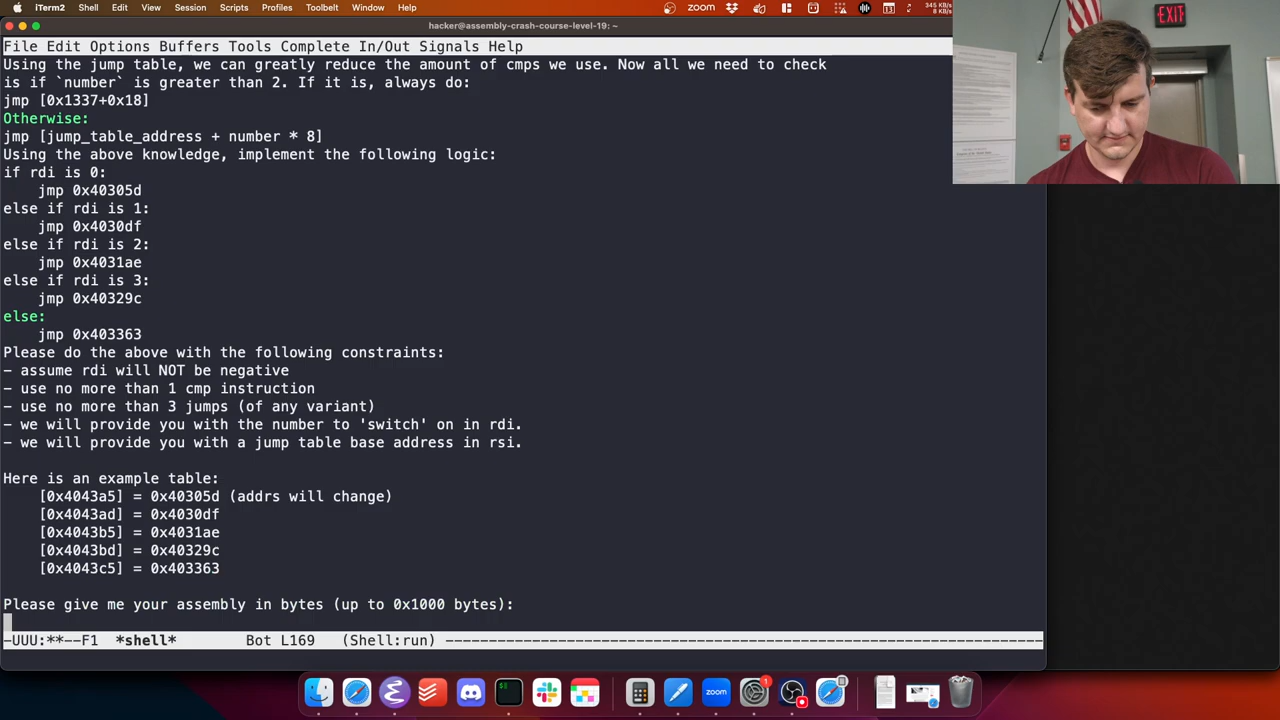 iTerm2 Shell Edit View Session Scripts Profiles Toolbelt Window Help
zoom
13
345 KB/s
8 KB/s
hacker@assembly-crash-course-level-19: ~
File Edit Options Buffers Tools Complete In/Out Signals Help
Using the jump table, we can greatly reduce the amount of cmps we use. Now all we need to check
is if `number` is greater than 2. If it is, always do:
jmp [0x1337+0x18]
Otherwise:
jmp [jump_table_address + number * 8]
Using the above knowledge, implement the following logic:
if rdi is 0:
jmp 0x40305d
else if rdi is 1:
jmp 0x4030df
else if rdi is 2:
jmp 0x4031ae
else if rdi is 3:
jmp 0x40329c
else:
jmp 0x403363
Please do the above with the following constraints:
- assume rdi will NOT be negative
- use no more than 1 cmp instruction
- use no more than 3 jumps (of any variant)
- we will provide you with the number to 'switch' on in rdi.
- we will provide you with a jump table base address in rsi.
Here is an example table:
[0x4043a5] = 0x40305d (addrs will change)
[0x4043ad] = 0x4030df
[0x4043b5] = 0x4031ae
[0x4043bd] = 0x40329c
[0x4043c5] = 0x403363
Please give me your assembly in bytes (up to 0x1000 bytes):
-UUU:**--F1 *shell* Bot L169 (Shell:run) ----------------------------------------------------------------------
EXIT
zoom
1